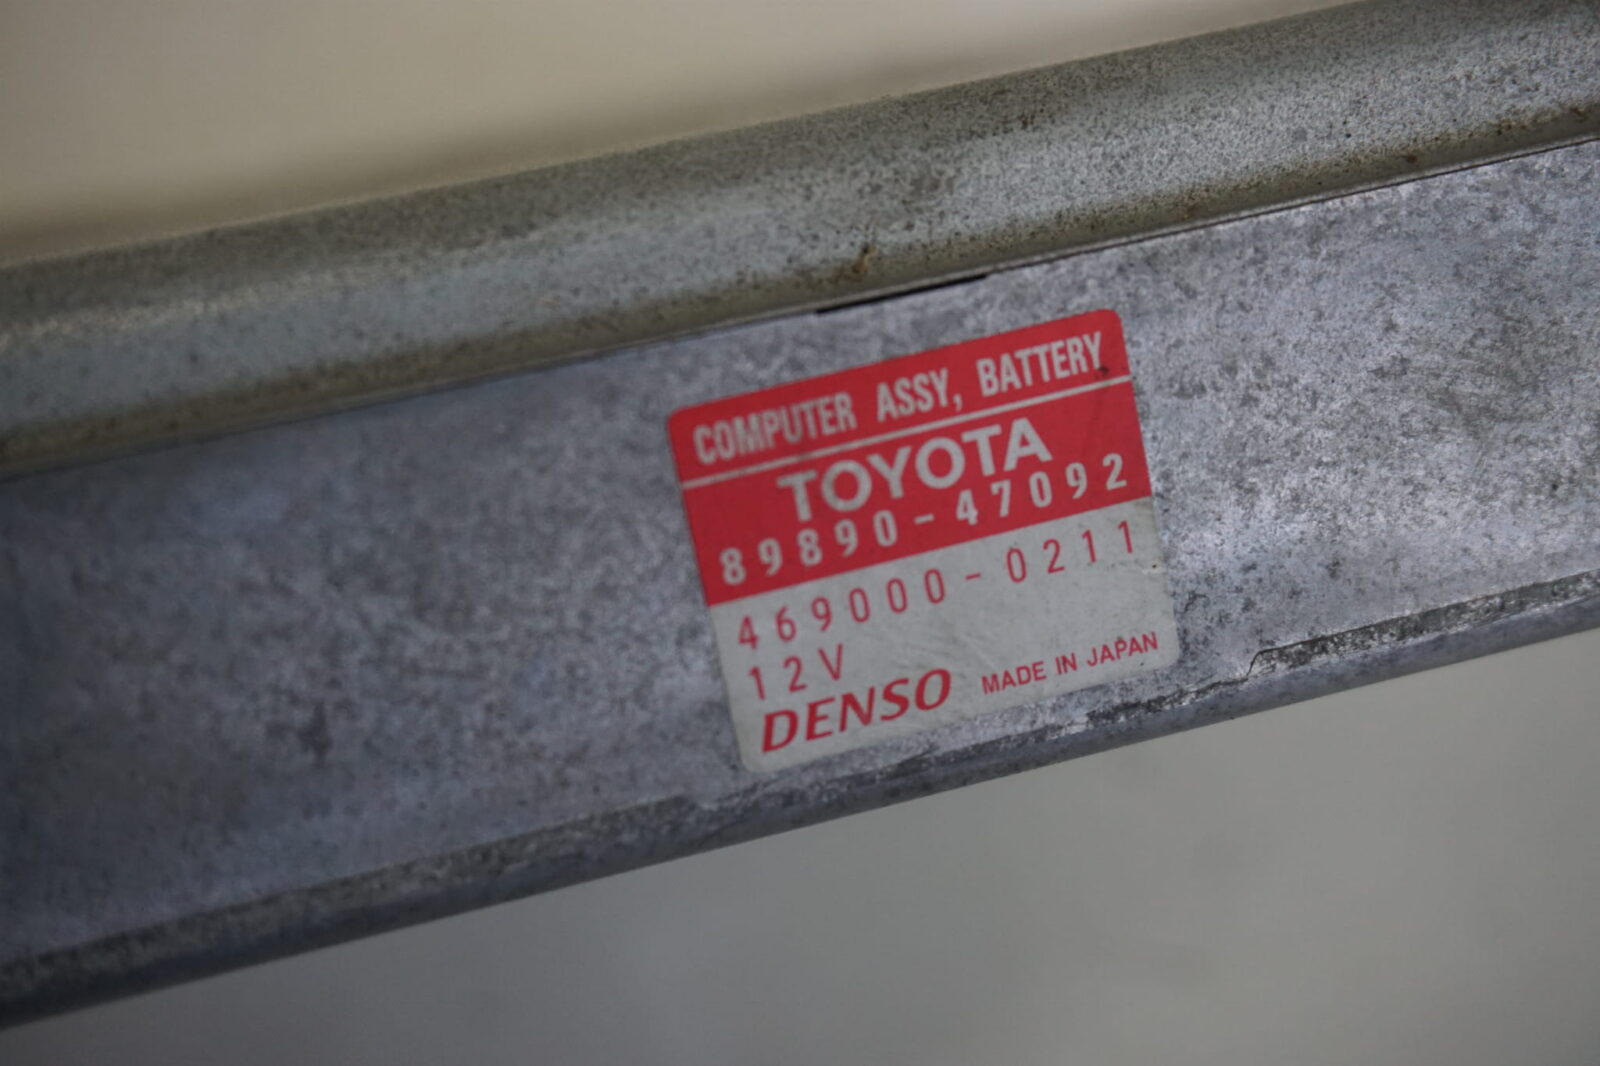 COMPUTER ASSY, BATTERY
TOYOTA
89890-47092
469000-0211
12V
DENSO MADE IN JAPAN